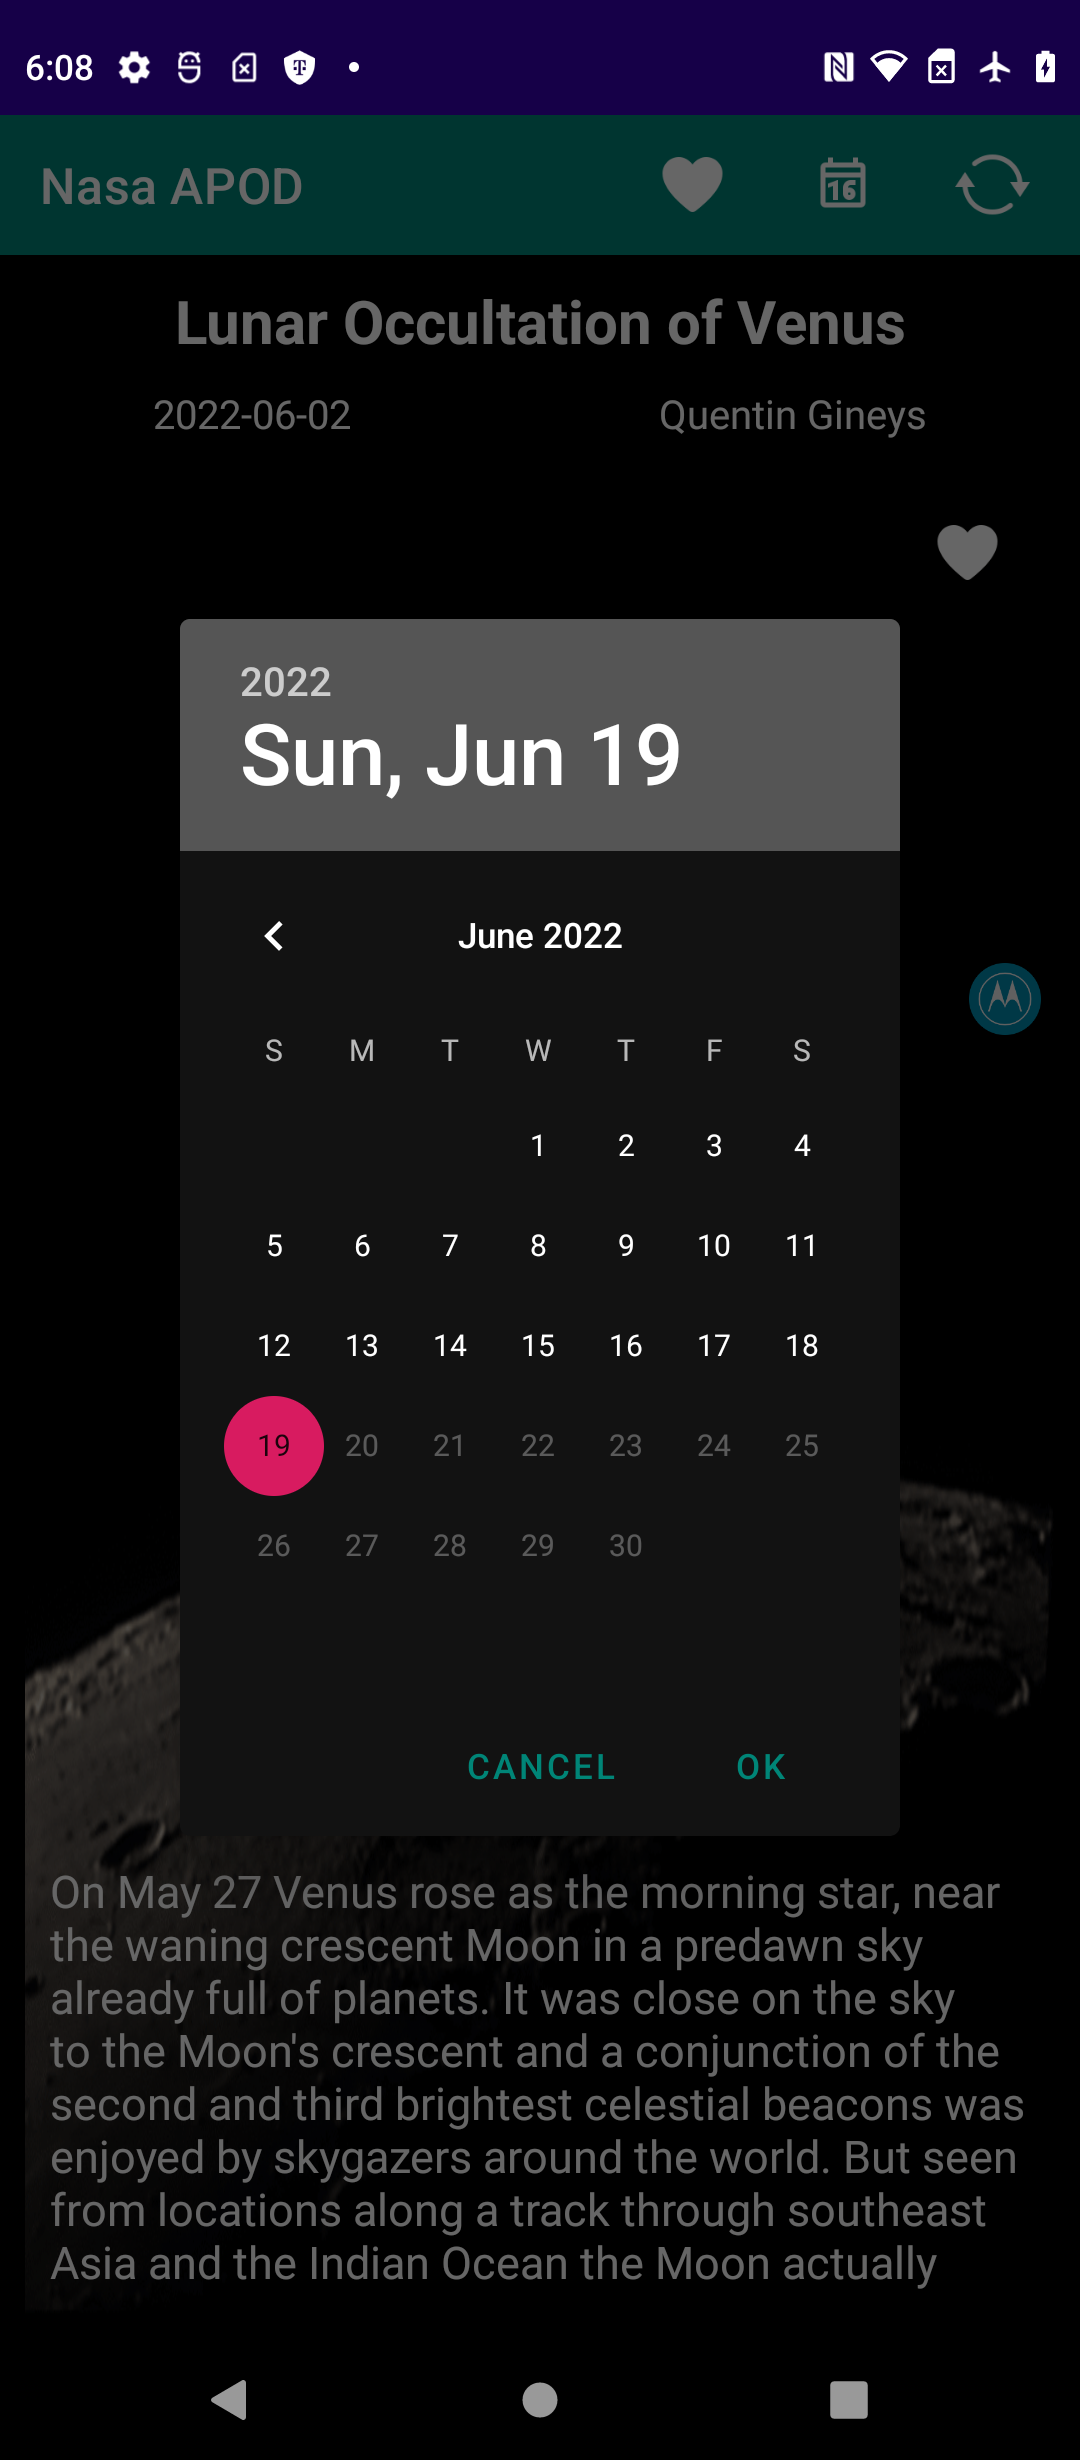 6:08
Nasa APOD
16
Lunar Occultation of Venus
2022-06-02 Quentin Gineys
2022
Sun, Jun 19
June 2022
S M T W T F S
1 2 3 4
5 6 7 8 9 10 11
12 13 14 15 16 17 18
19 20 21 22 23 24 25
26 27 28 29 30
CANCEL OK
On May 27 Venus rose as the morning star, near
the waning crescent Moon in a predawn sky
already full of planets. It was close on the sky
to the Moon's crescent and a conjunction of the
second and third brightest celestial beacons was
enjoyed by skygazers around the world. But seen
from locations along a track through southeast
Asia and the Indian Ocean the Moon actually